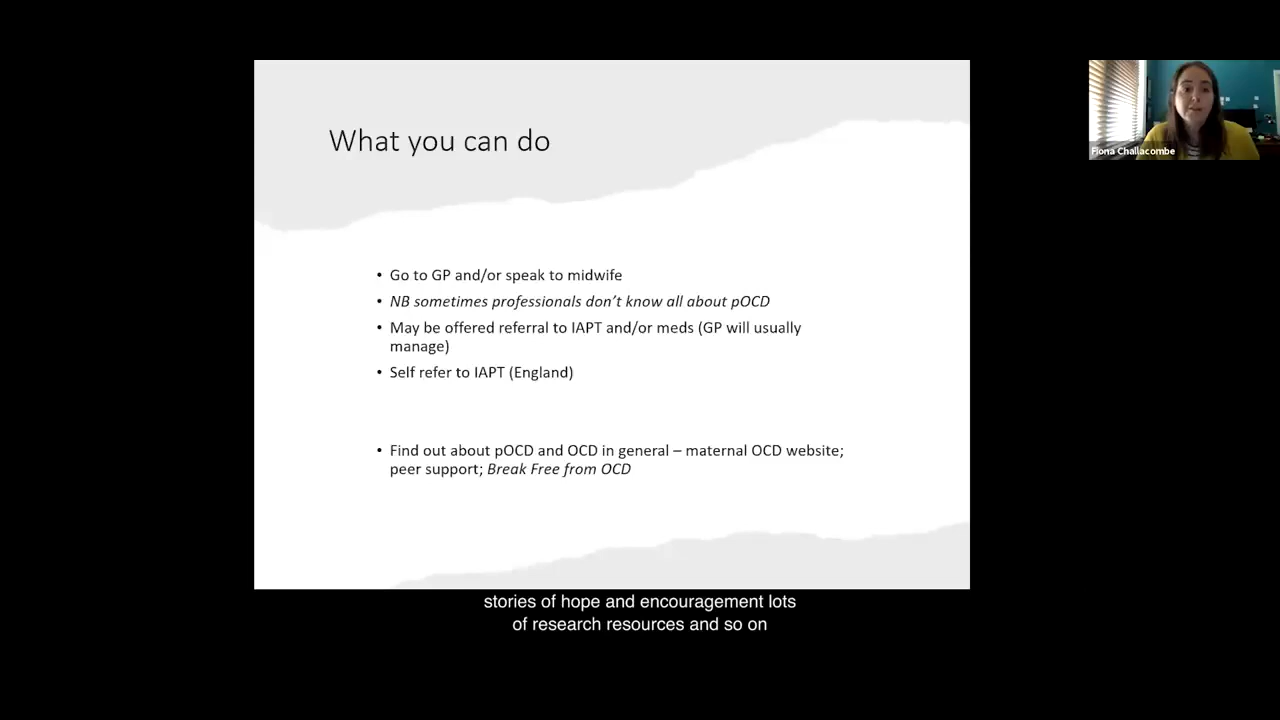 What you can do
• Go to GP and/or speak to midwife
• NB sometimes professionals don't know all about pOCD
• May be offered referral to IAPT and/or meds (GP will usually
manage)
• Self refer to IAPT (England)
• Find out about pOCD and OCD in general – maternal OCD website;
peer support; Break Free from OCD
Fiona Challacombe
stories of hope and encouragement lots
of research resources and so on